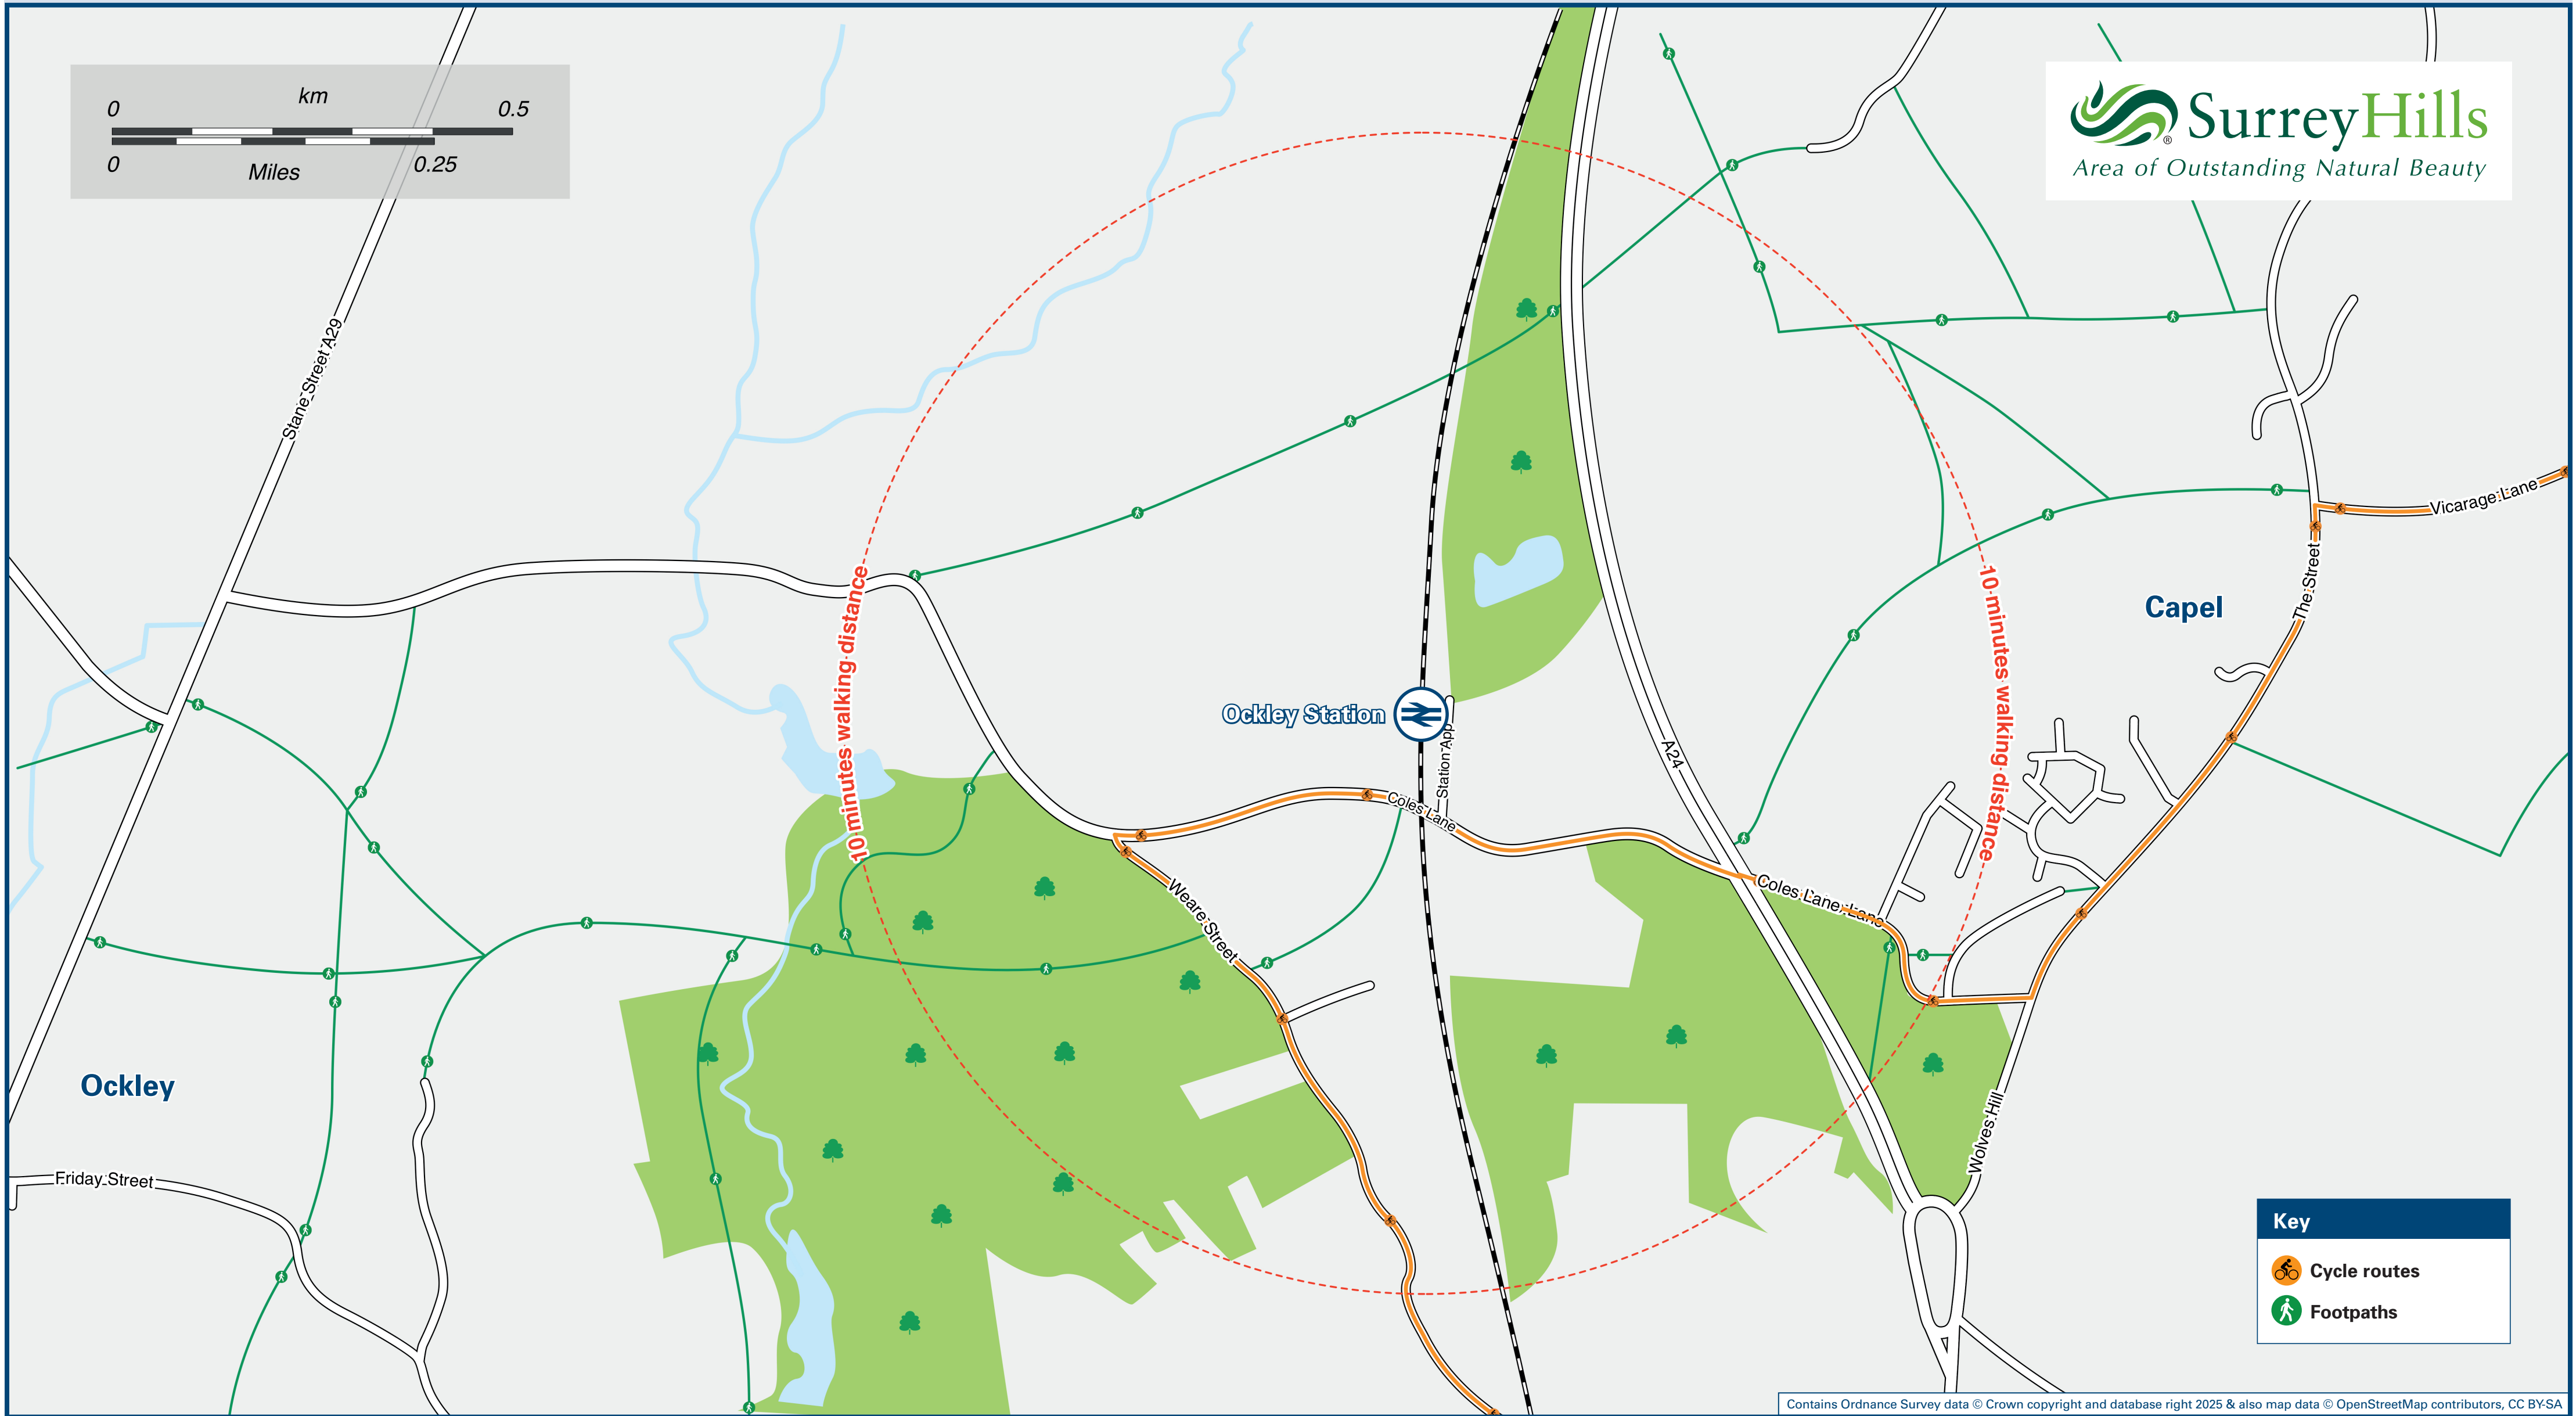 km
0 0.5
0 0.25
Miles
SurreyHills
®
Area of Outstanding Natural Beauty
Stane Street A29
10 minutes walking distance
10 minutes walking distance
Vicarage Lane
The Street
Capel
Ockley Station
Station App
A24
Coles Lane
Coles Lane
Lane
Weare Street
Ockley
Friday Street
Wolves Hill
Key
Cycle routes
Footpaths
Contains Ordnance Survey data © Crown copyright and database right 2025 & also map data © OpenStreetMap contributors, CC BY-SA